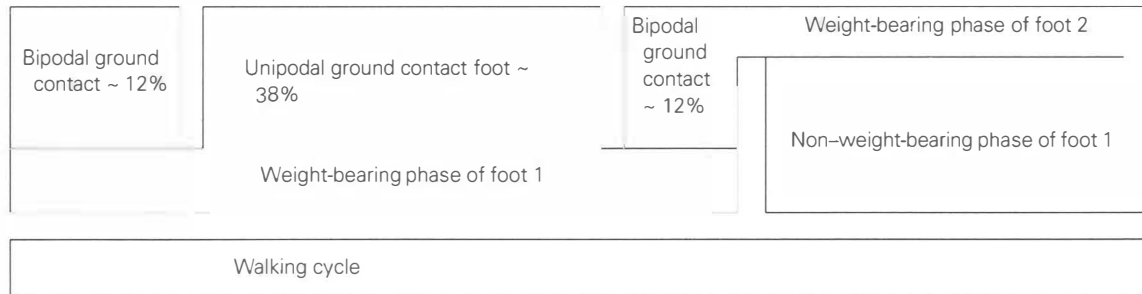 Bipodal ground
contact ~ 12%
Unipodal ground contact foot ~
38%
Bipodal
ground
contact
~ 12%
Weight-bearing phase of foot 2
Non–weight-bearing phase of foot 1
Weight-bearing phase of foot 1
Walking cycle